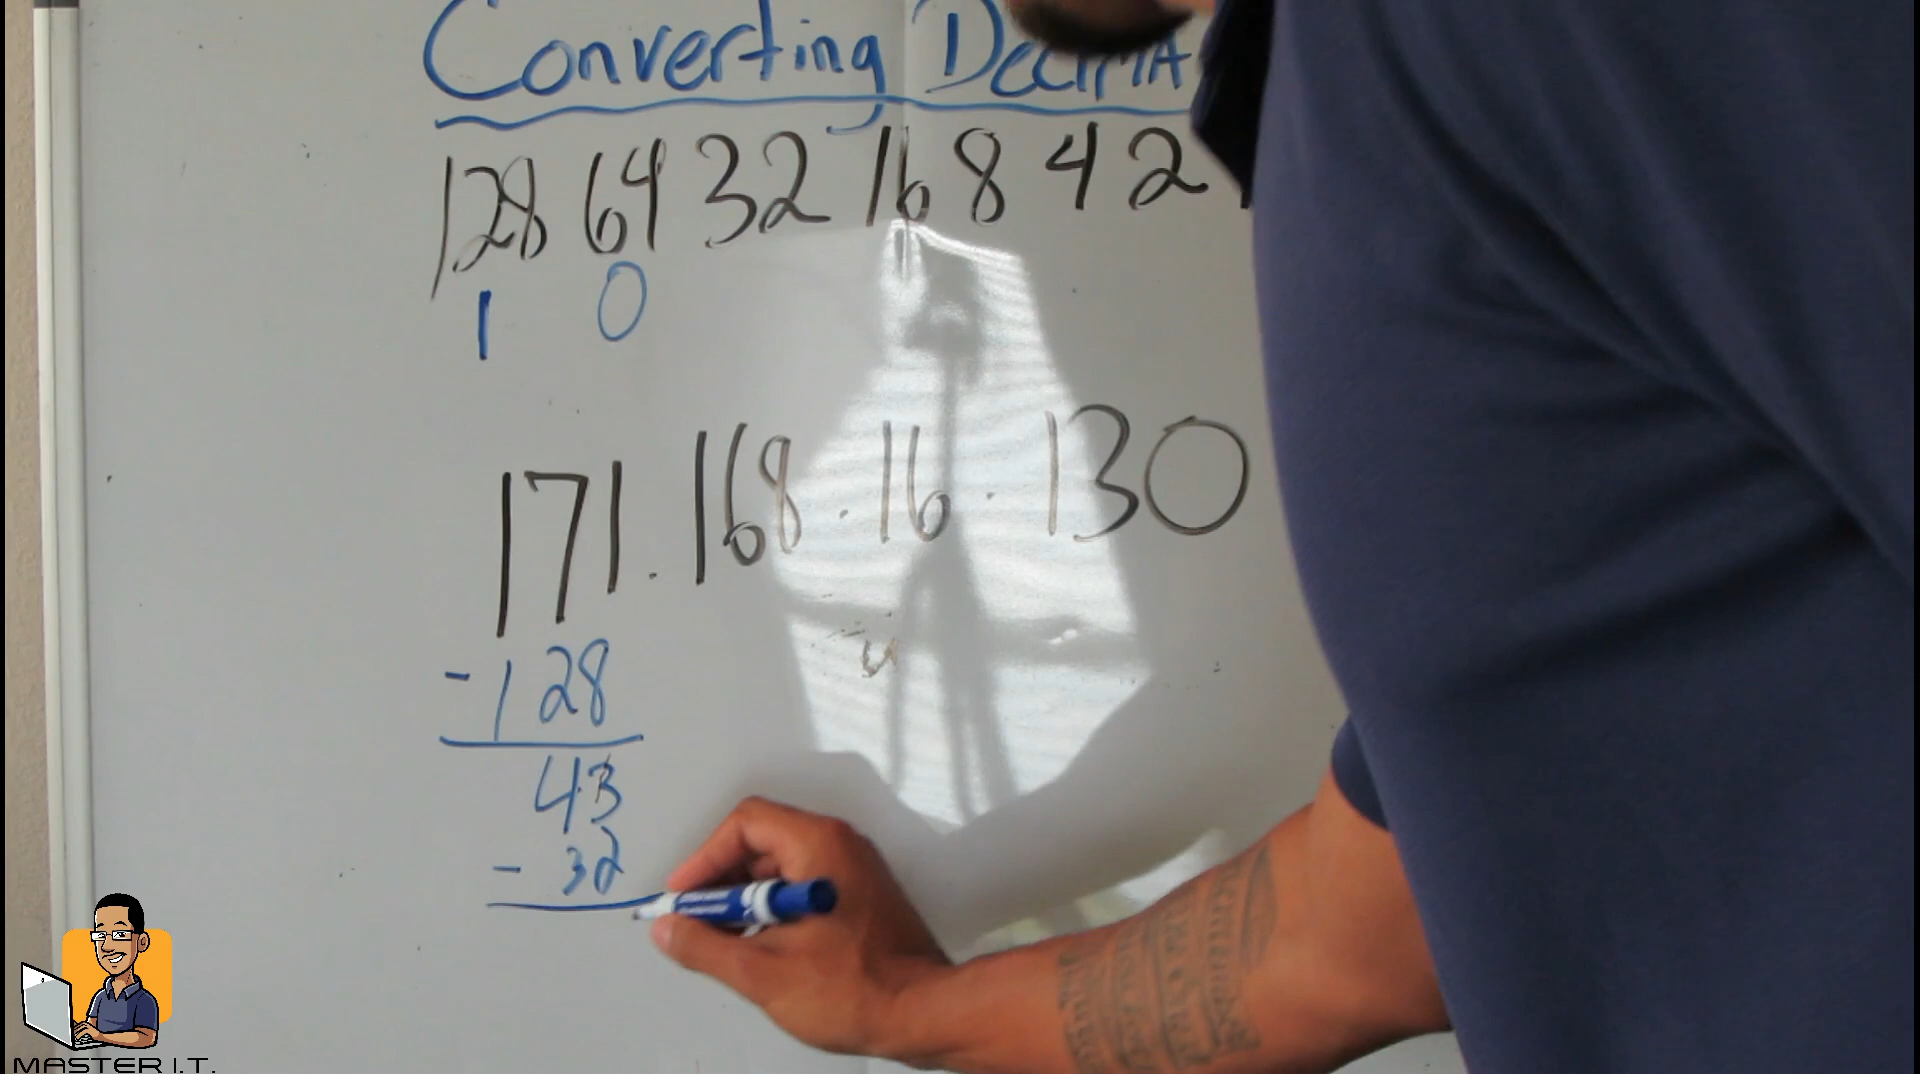 Converting Decima
128 64 32 16 8 4 2
1 0
171.168.16.130
-128
43
- 32
MASTER I.T.